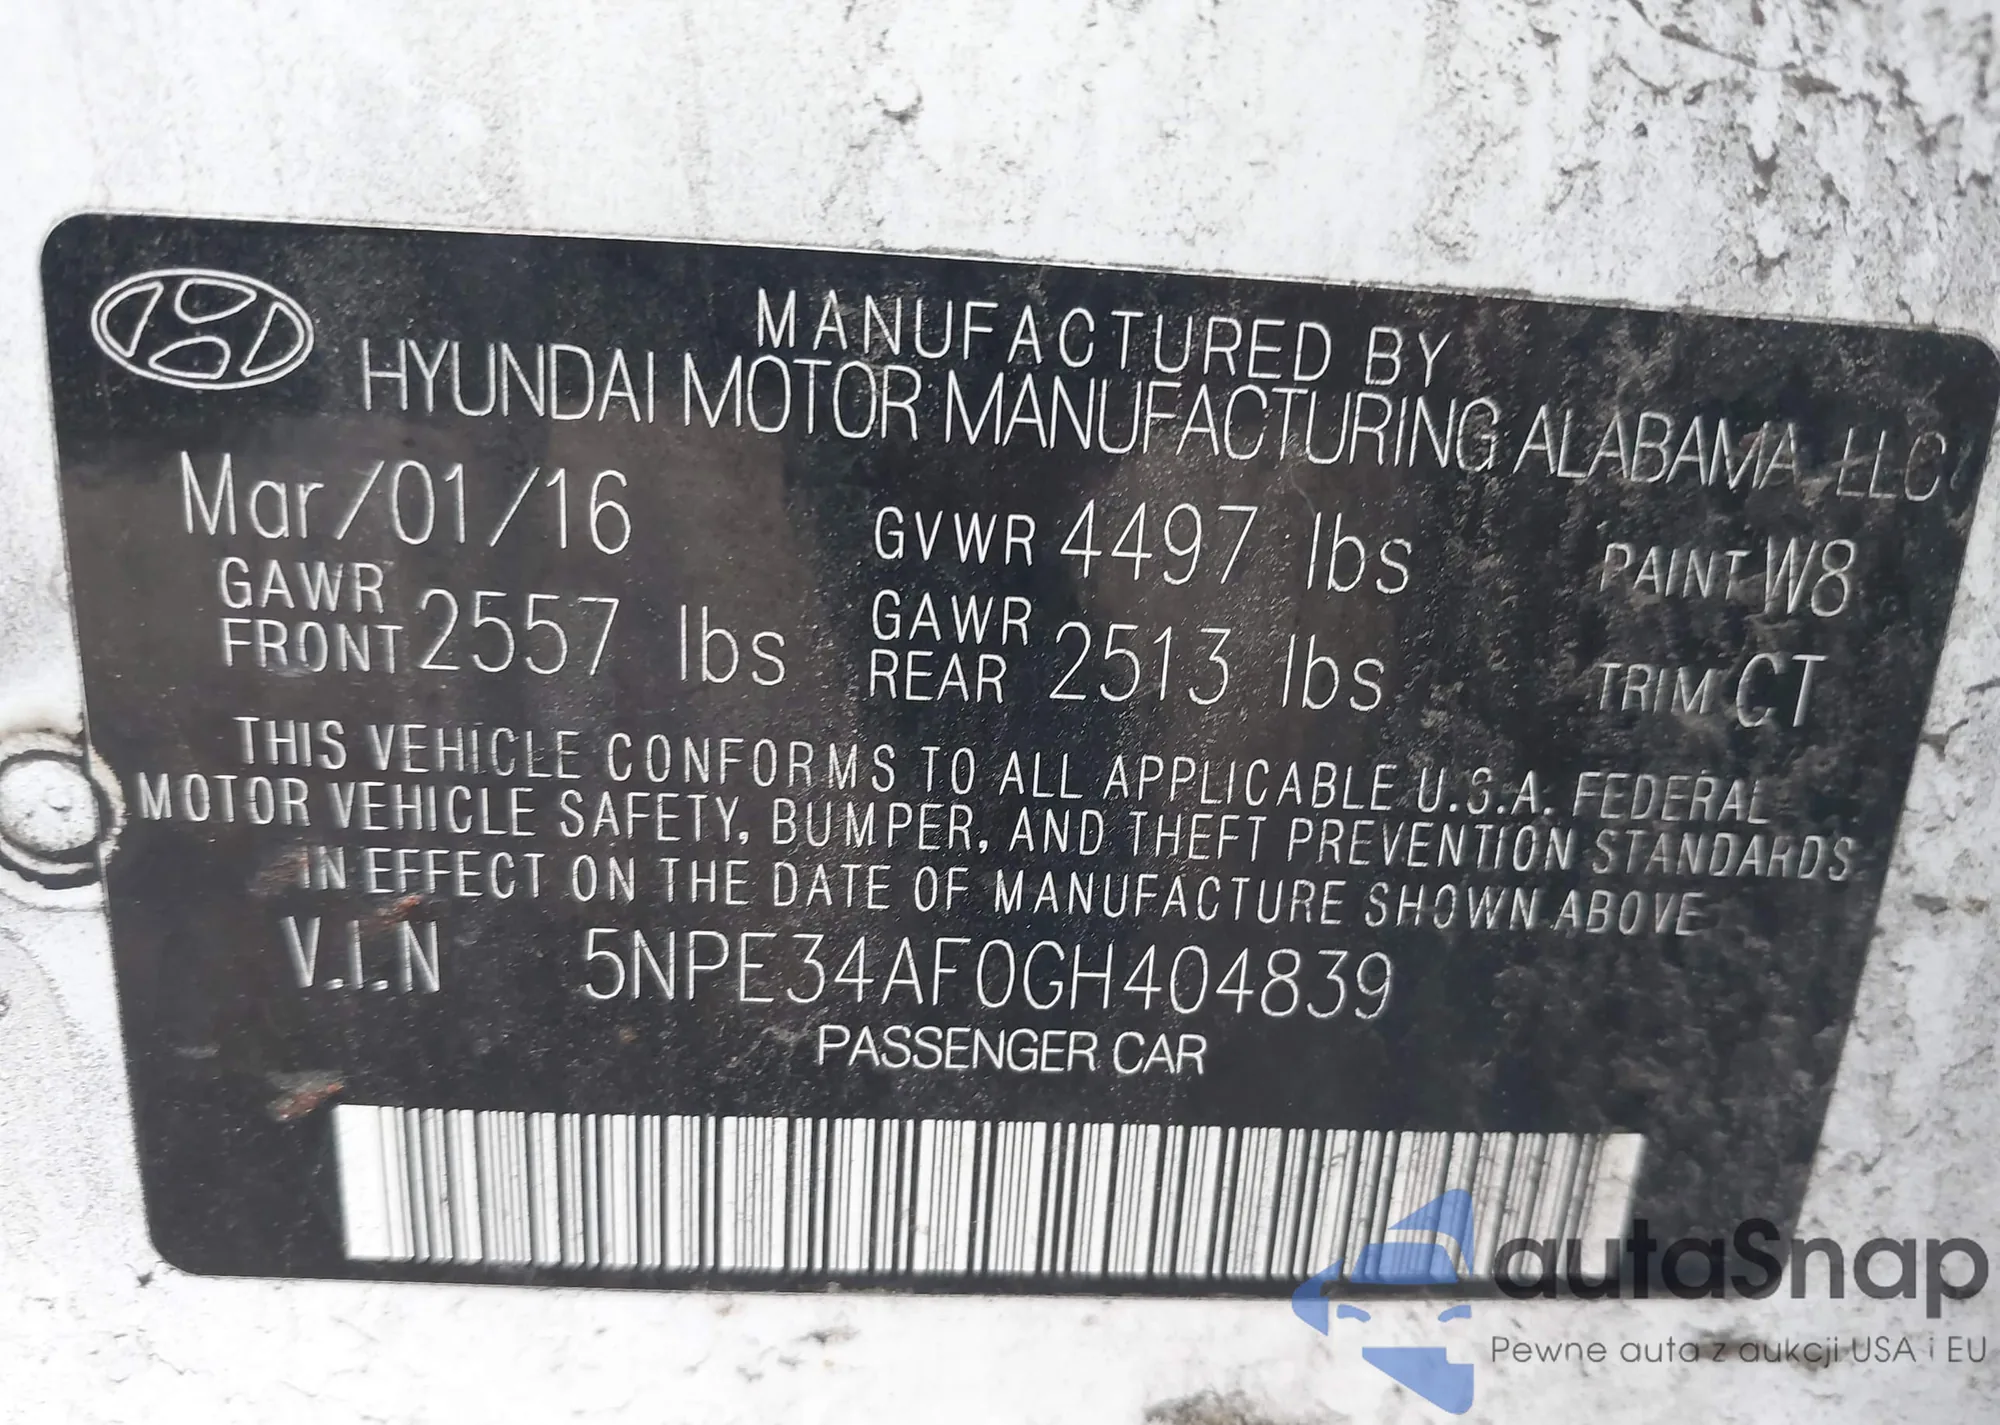 MANUFACTURED BY
HYUNDAI MOTOR MANUFACTURING ALABAMA, LLC
Mar/01/16 GVWR 4497 lbs PAINT W8
GAWR FRONT 2557 lbs GAWR REAR 2513 lbs TRIM CT
THIS VEHICLE CONFORMS TO ALL APPLICABLE U.S.A. FEDERAL
MOTOR VEHICLE SAFETY, BUMPER, AND THEFT PREVENTION STANDARDS
IN EFFECT ON THE DATE OF MANUFACTURE SHOWN ABOVE
V.I.N 5NPE34AF0GH404839
PASSENGER CAR
autaSnap
Pewne auta z aukcji USA i EU